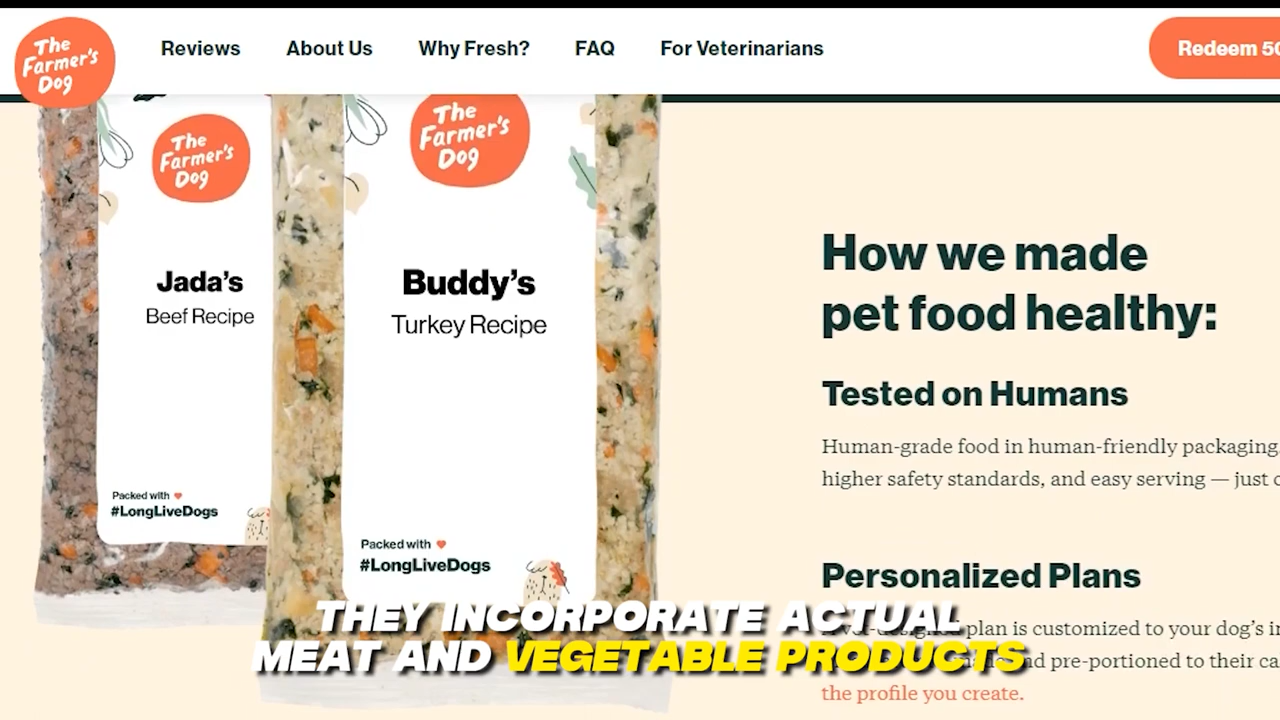 The
Farmer's
Dog
Reviews
About Us
Why Fresh?
FAQ
For Veterinarians
Redeem 50
The
Farmer's
Dog
Jada's
Beef Recipe
Packed with
#LongLiveDogs
The
Farmer's
Dog
Buddy's
Turkey Recipe
Packed with
#LongLiveDogs
How we made
pet food healthy:
Tested on Humans
Human-grade food in human-friendly packaging.
higher safety standards, and easy serving — just
Personalized Plans
plan is customized to your dog's
and pre-portioned to their
the profile you create.
THEY INCORPORATE ACTUAL
MEAT AND VEGETABLE PRODUCTS